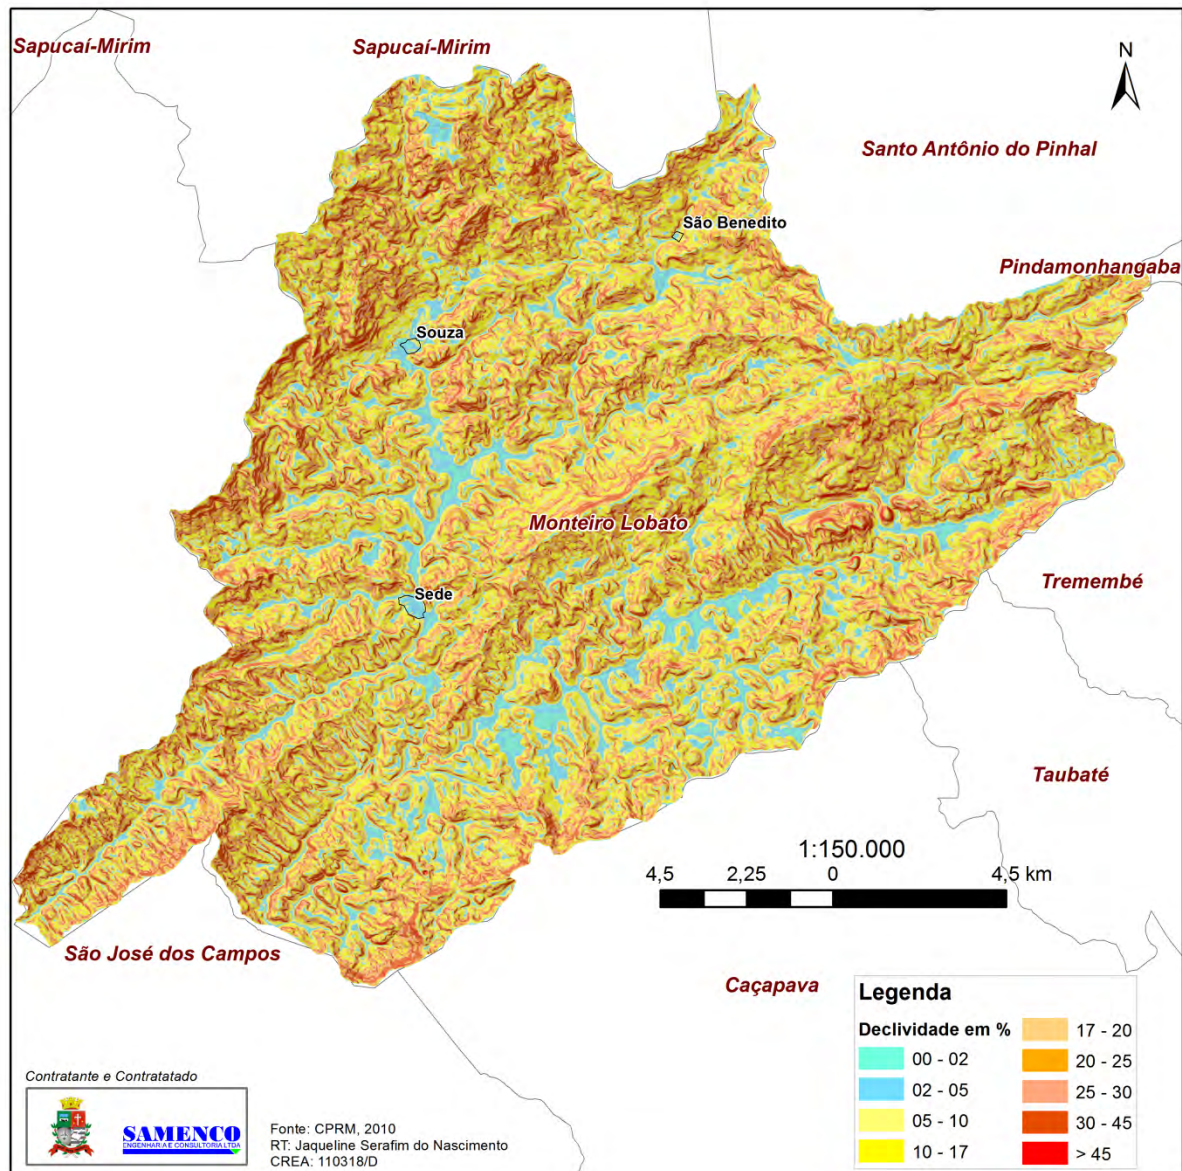 Sapucaí-Mirim
Sapucaí-Mirim
N
Santo Antônio do Pinhal
São Benedito
Pindamonhangaba
Souza
Monteiro Lobato
Tremembé
Sede
Taubaté
1:150.000
4,5 2,25 0 4,5 km
São José dos Campos
Caçapava
Legenda
Declividade em %
00 - 02
02 - 05
05 - 10
10 - 17
17 - 20
20 - 25
25 - 30
30 - 45
> 45
Contratante e Contratatado
SAMENCO
ENGENHARIA E CONSULTORIA LTDA
Fonte: CPRM, 2010
RT: Jaqueline Serafim do Nascimento
CREA: 110318/D